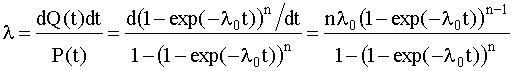 λ = dQ(t)dt / P(t) = d(1−exp(−λ₀t))ⁿ/dt / 1−(1−exp(−λ₀t))ⁿ = nλ₀(1−exp(−λ₀t))ⁿ⁻¹ / 1−(1−exp(−λ₀t))ⁿ